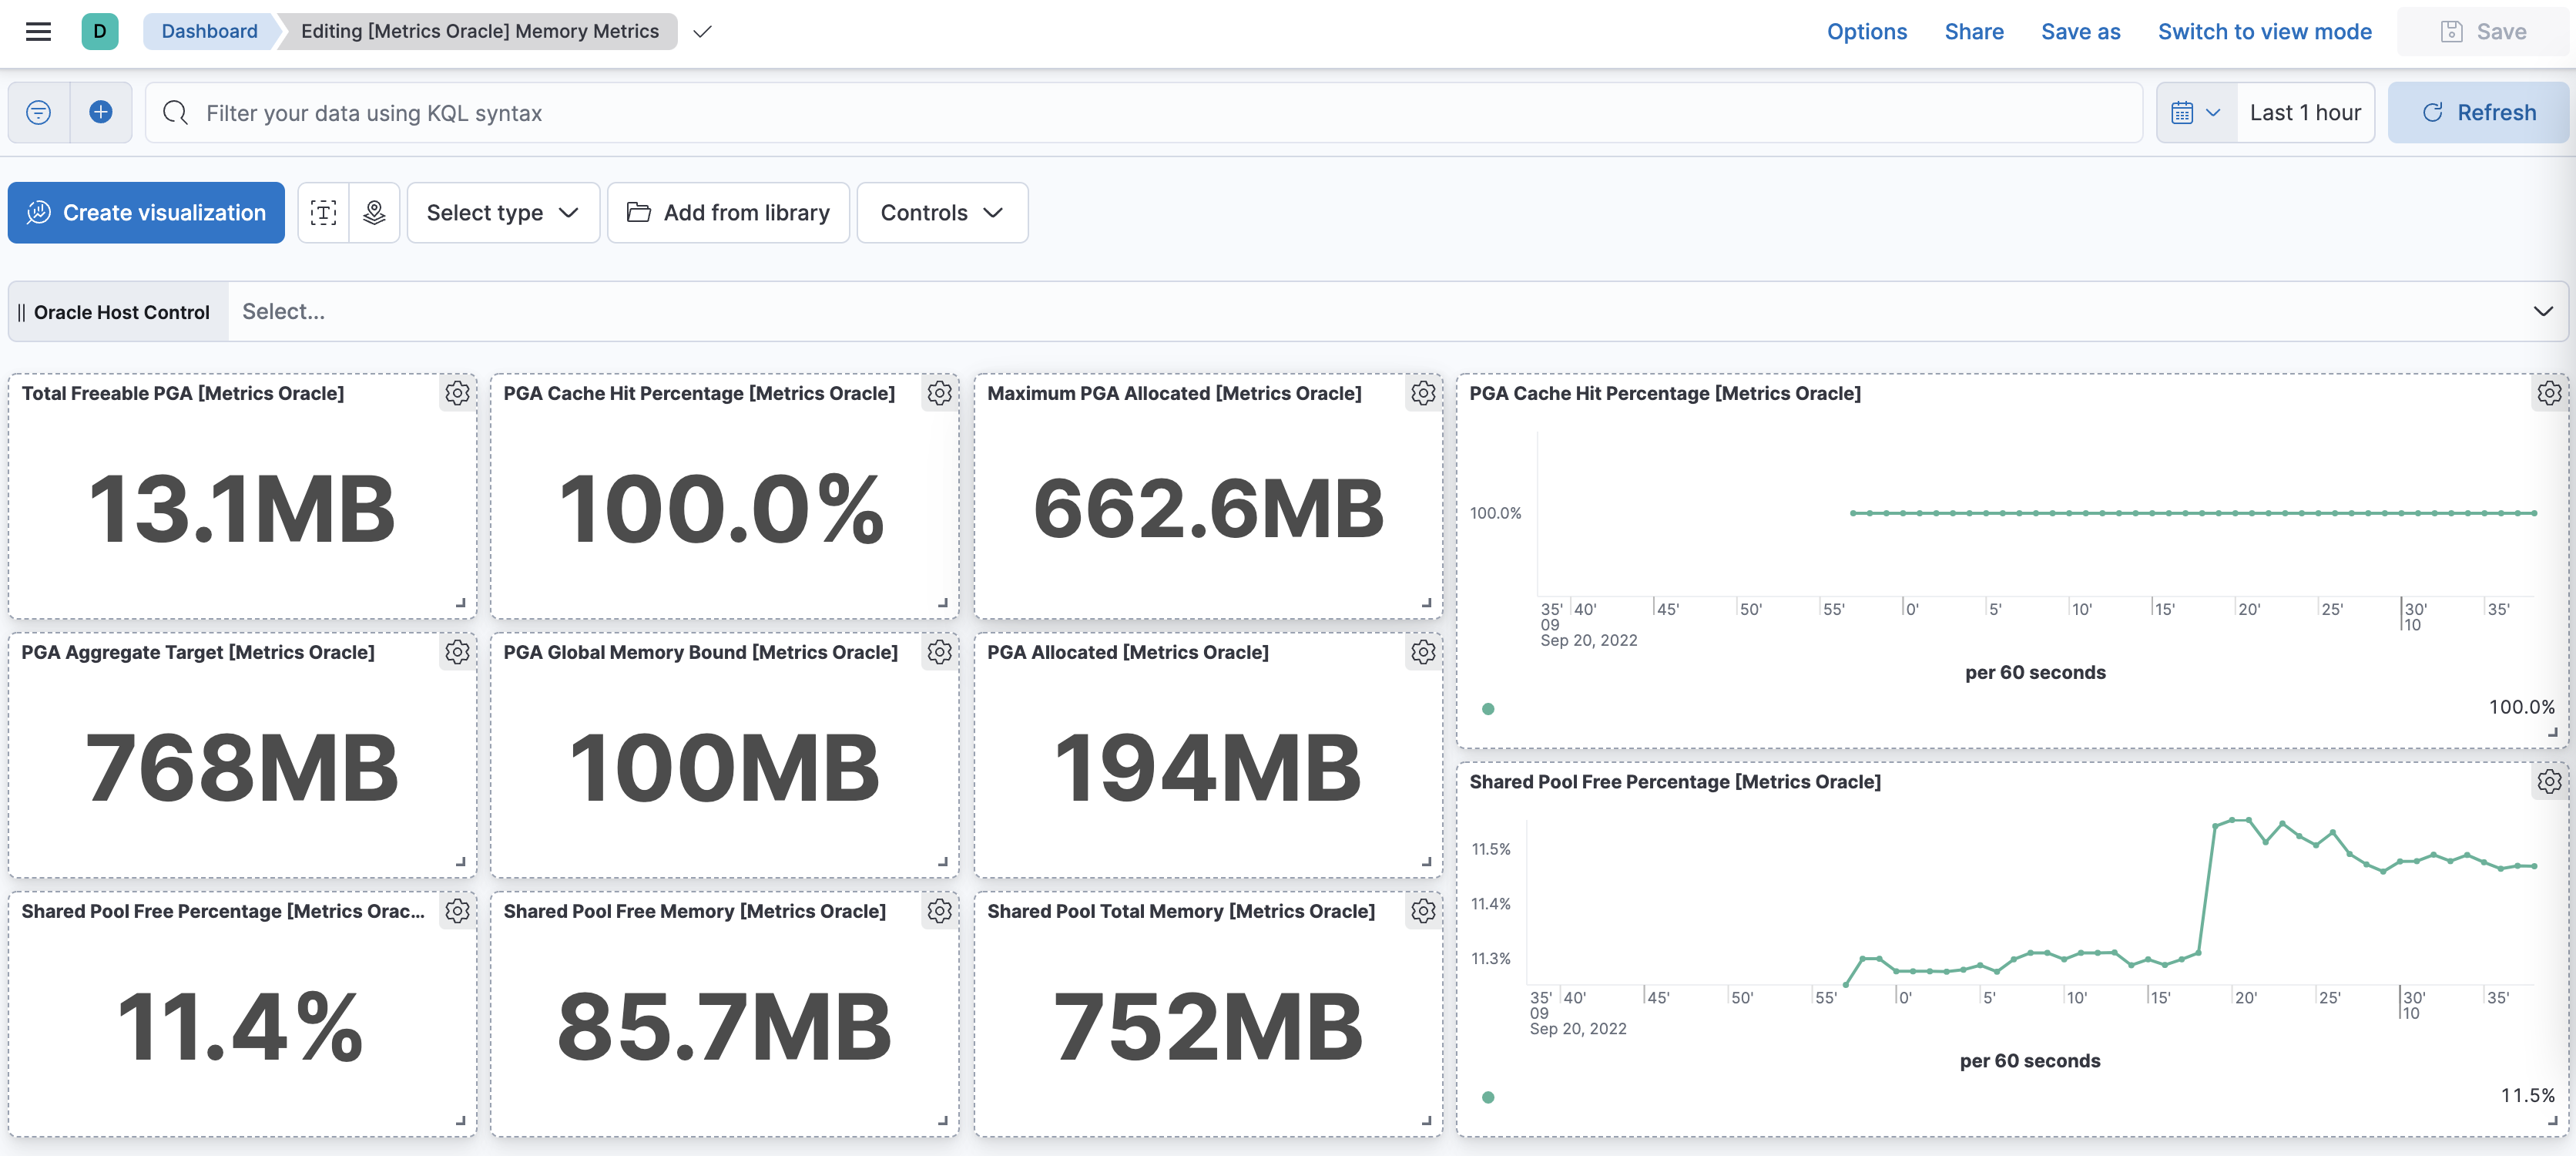 D Dashboard Editing [Metrics Oracle] Memory Metrics Options Share Save as Switch to view mode Save
Filter your data using KQL syntax Last 1 hour Refresh
Create visualization Select type Add from library Controls
Oracle Host Control Select...
Total Freeable PGA [Metrics Oracle]
13.1MB
PGA Cache Hit Percentage [Metrics Oracle]
100.0%
Maximum PGA Allocated [Metrics Oracle]
662.6MB
PGA Cache Hit Percentage [Metrics Oracle]
100.0%
35' 40' 45' 50' 55' 0' 5' 10' 15' 20' 25' 30' 35'
09 10
Sep 20, 2022
per 60 seconds
100.0%
PGA Aggregate Target [Metrics Oracle]
768MB
PGA Global Memory Bound [Metrics Oracle]
100MB
PGA Allocated [Metrics Oracle]
194MB
Shared Pool Free Percentage [Metrics Oracle]
11.5%
11.4%
11.3%
35' 40' 45' 50' 55' 0' 5' 10' 15' 20' 25' 30' 35'
09 10
Sep 20, 2022
per 60 seconds
11.5%
Shared Pool Free Percentage [Metrics Orac...
11.4%
Shared Pool Free Memory [Metrics Oracle]
85.7MB
Shared Pool Total Memory [Metrics Oracle]
752MB